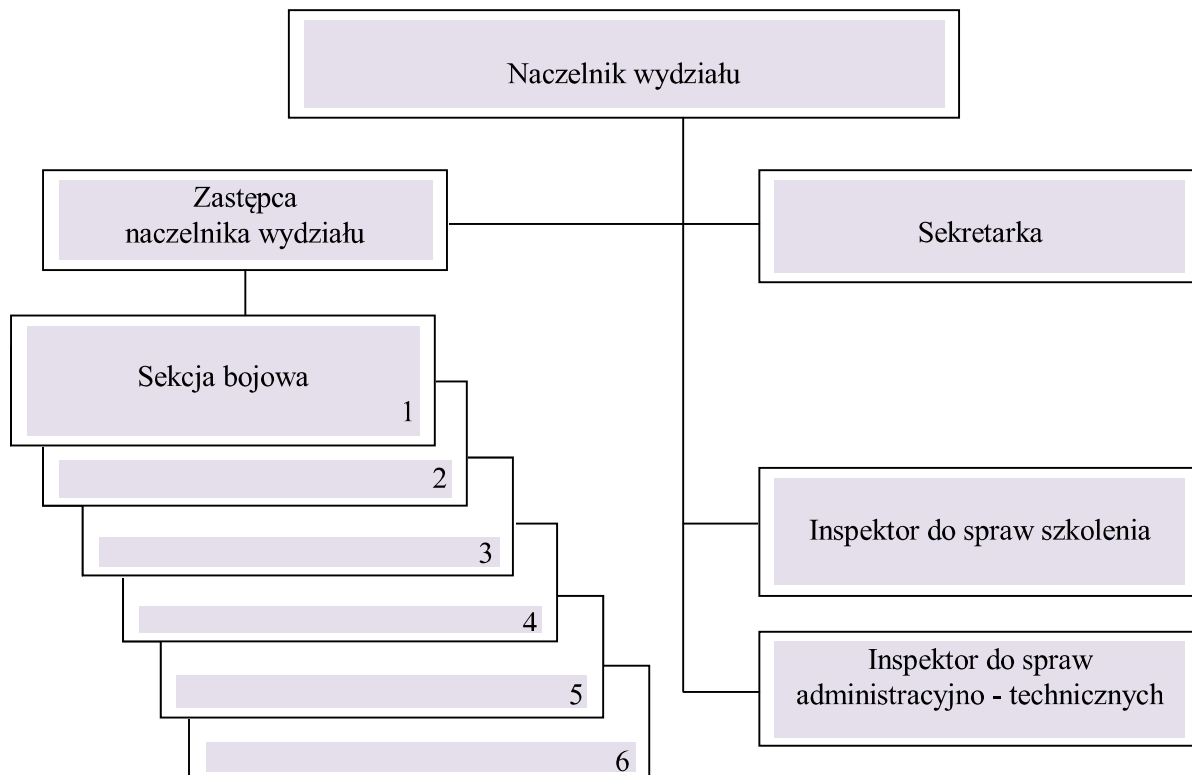 Naczelnik wydziału
Zastępca
naczelnika wydziału
Sekretarka
Sekcja bojowa
1
2
3
4
5
6
Inspektor do spraw szkolenia
Inspektor do spraw
administracyjno - technicznych